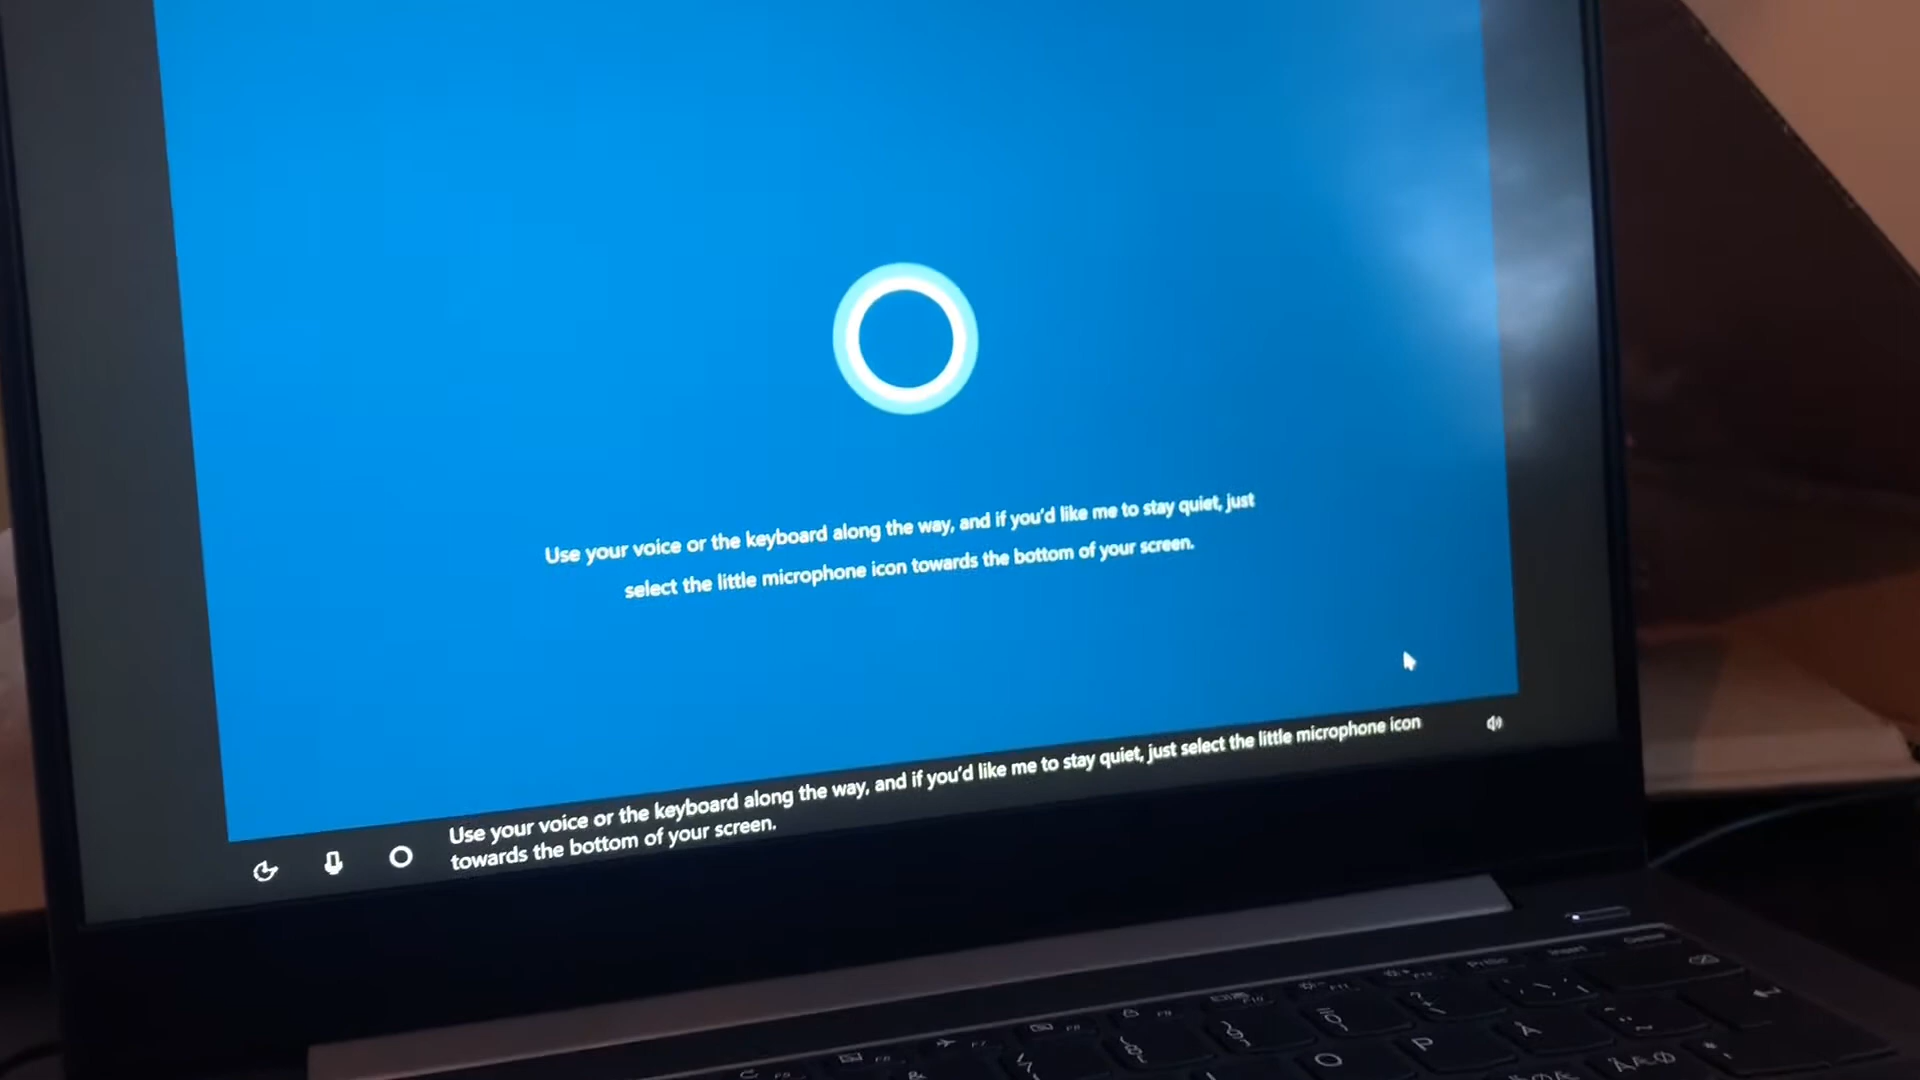 Use your voice or the keyboard along the way, and if you'd like me to stay quiet, just
select the little microphone icon towards the bottom of your screen.
Use your voice or the keyboard along the way, and if you'd like me to stay quiet, just select the little microphone icon
towards the bottom of your screen.
Insert
Delete
O
P
Å